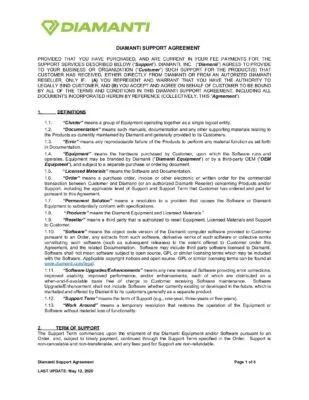 DIAMANTI
DIAMANTI SUPPORT AGREEMENT
PROVIDED THAT YOU HAVE PURCHASED, AND ARE CURRENT IN YOUR FEE PAYMENTS FOR, THE
SUPPORT SERVICES DESCRIBED BELOW ("Support"), DIAMANTI, INC. ("Diamanti") AGREES TO PROVIDE
TO YOUR BUSINESS OR ORGANIZATION ("Customer") SUCH SUPPORT FOR THE PRODUCT(S) THAT
CUSTOMER HAS RECEIVED, EITHER DIRECTLY FROM DIAMANTI OR FROM AN AUTHORIZED DIAMANTI
RESELLER, ONLY IF: (A) YOU REPRESENT AND WARRANT THAT YOU HAVE THE AUTHORITY TO
LEGALLY BIND CUSTOMER, AND (B) YOU ACCEPT AND AGREE ON BEHALF OF CUSTOMER TO BE BOUND
BY ALL OF THE TERMS AND CONDITIONS IN THIS DIAMANTI SUPPORT AGREEMENT, INCLUDING ALL
DOCUMENTS INCORPORATED HEREIN BY REFERENCE (COLLECTIVELY, THIS "Agreement").
1. DEFINITIONS
1.1. "Cluster" means a group of Equipment operating together as a single logical entity.
1.2. "Documentation" means such manuals, documentation and any other supporting materials relating to
the Products as currently maintained by Diamanti and generally provided to its Customers.
1.3. "Error" means any reproducible failure of the Products to perform any material function as set forth
in Documentation.
1.4. "Equipment" means the hardware purchased by Customer, upon which the Software runs and
operates. Equipment may be branded by Diamanti ("Diamanti Equipment") or by a third-party OEM ("OEM
Equipment"), and subject to a separate purchase or ordering document.
1.5. "Licensed Materials" means the Software and Documentation.
1.6. "Order" means a purchase order, invoice or other electronic or written order for the commercial
transaction between Customer and Diamanti (or an authorized Diamanti Reseller) concerning Products and/or
Support, including the applicable level of Support and Support Term that Customer has ordered and paid for
pursuant to this Agreement.
1.7. "Permanent Solution" means a resolution to a problem that causes the Software or Diamanti
Equipment to substantially conform with specifications.
1.8. "Products" means the Diamanti Equipment and Licensed Materials."
1.9. "Reseller" means a third party that is authorized to resell Equipment, Licensed Materials and Support
to Customer.
1.10. "Software" means the object code version of the Diamanti computer software provided to Customer
pursuant to an Order, any extracts from such software, derivative works of such software or collective works
constituting such software (such as subsequent releases) to the extent offered to Customer under this
Agreement, and the related Documentation. Software may include third party software licensed to Diamanti.
Software shall not mean software subject to open source, GPL or similar licensing terms which may be included
with the Software. Applicable copyright notices and open source, GPL or similar licensing terms can be found at
www.diamanti.com/legal.
1.11. "Software Upgrades/Enhancements" means any new release of Software providing error corrections,
improved usability, improved performance, and/or enhancements, each of which are distributed on a
when-and-if-available basis free of charge to Customer receiving Software maintenance. Software
Upgrades/Enhancement shall not include Software whether currently existing or developed in the future, which is
marketed and offered by Diamanti to its customers generally as a separate product.
1.12. "Support Term" means the term of Support (e.g., one-year, three-years or five-years).
1.13. "Work Around" means a temporary resolution that restores the operation of the Equipment or
Software without material loss of functionality.
2. TERM OF SUPPORT
The Support Term commences upon the shipment of the Diamanti Equipment and/or Software pursuant to an
Order, and, subject to timely payment, continued through the Support Term specified in the Order. Support is
non-cancelable and non-transferable, and any fees paid for Support are non-refundable.
Diamanti Support Agreement Page 1 of 5
LAST UPDATE: May 12, 2020